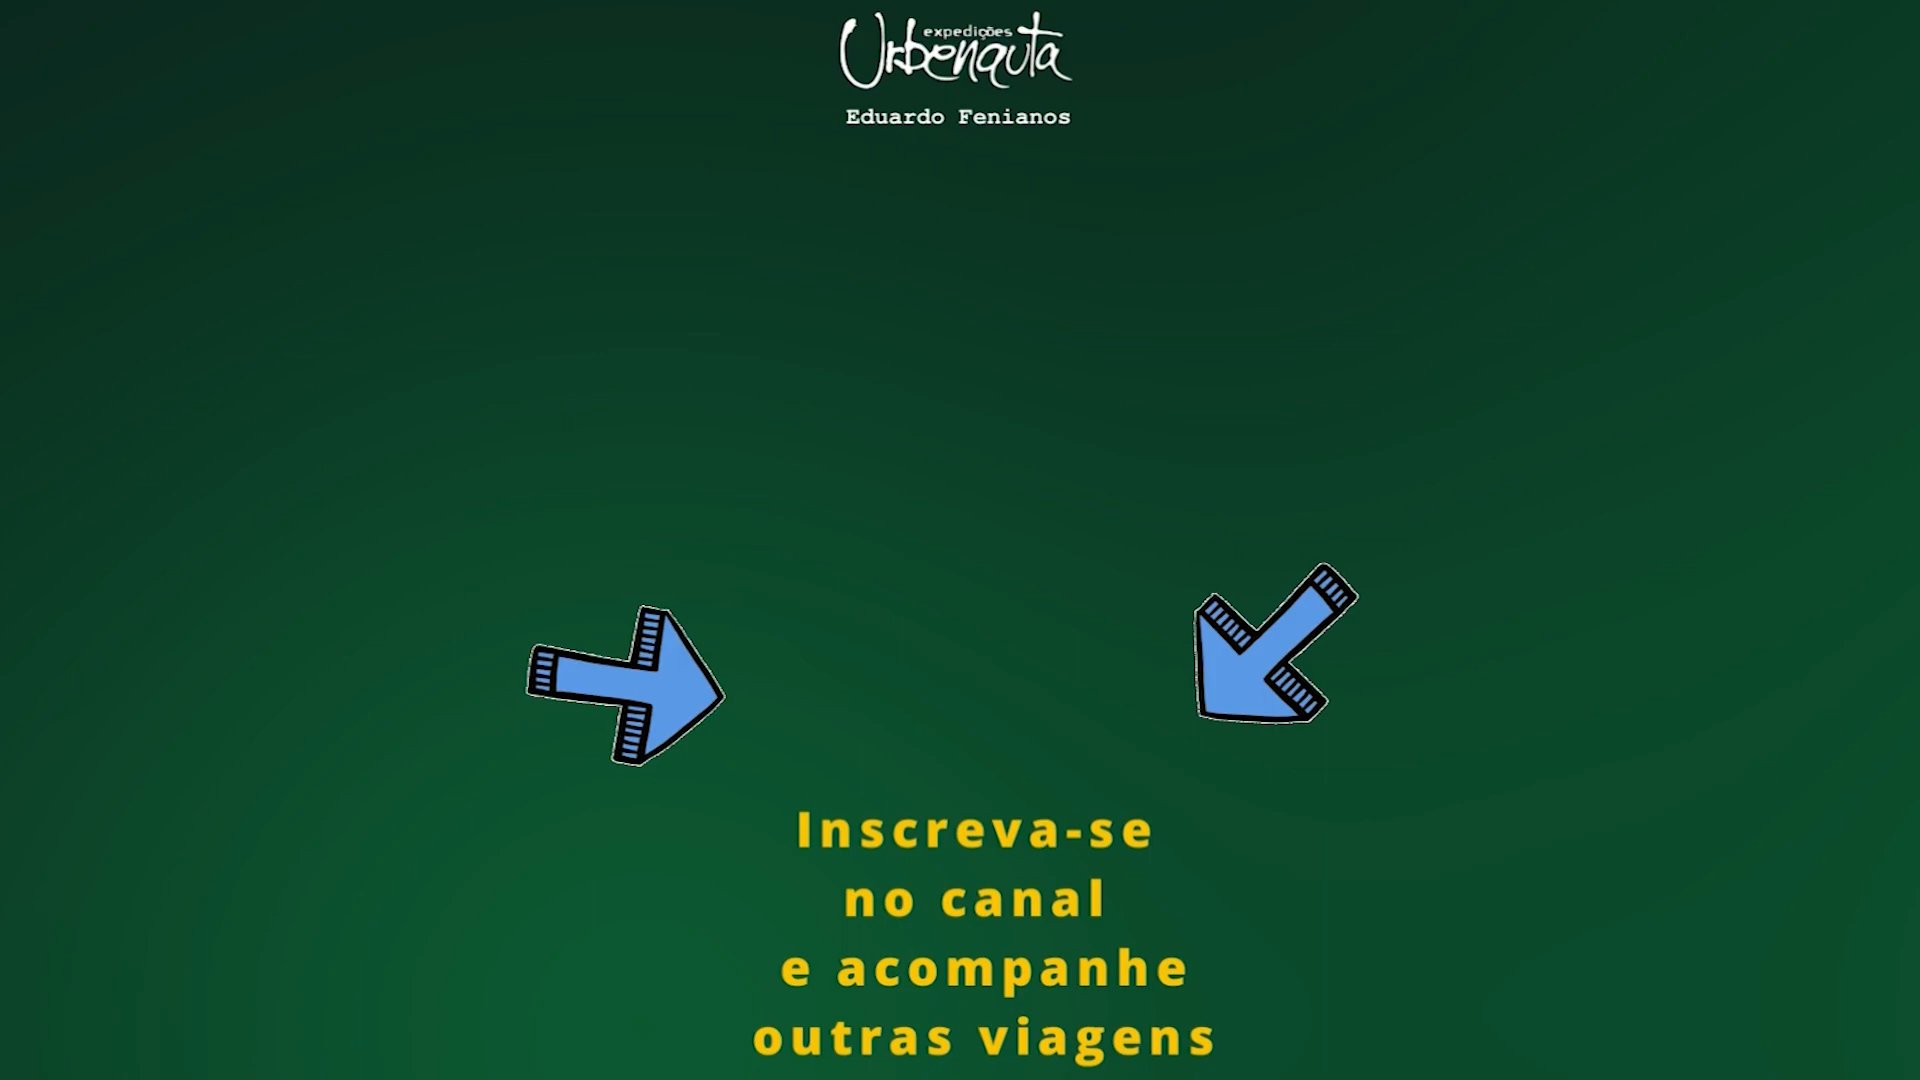 expedições
Urbenauta
Eduardo Fenianos
Inscreva-se
no canal
e acompanhe
outras viagens